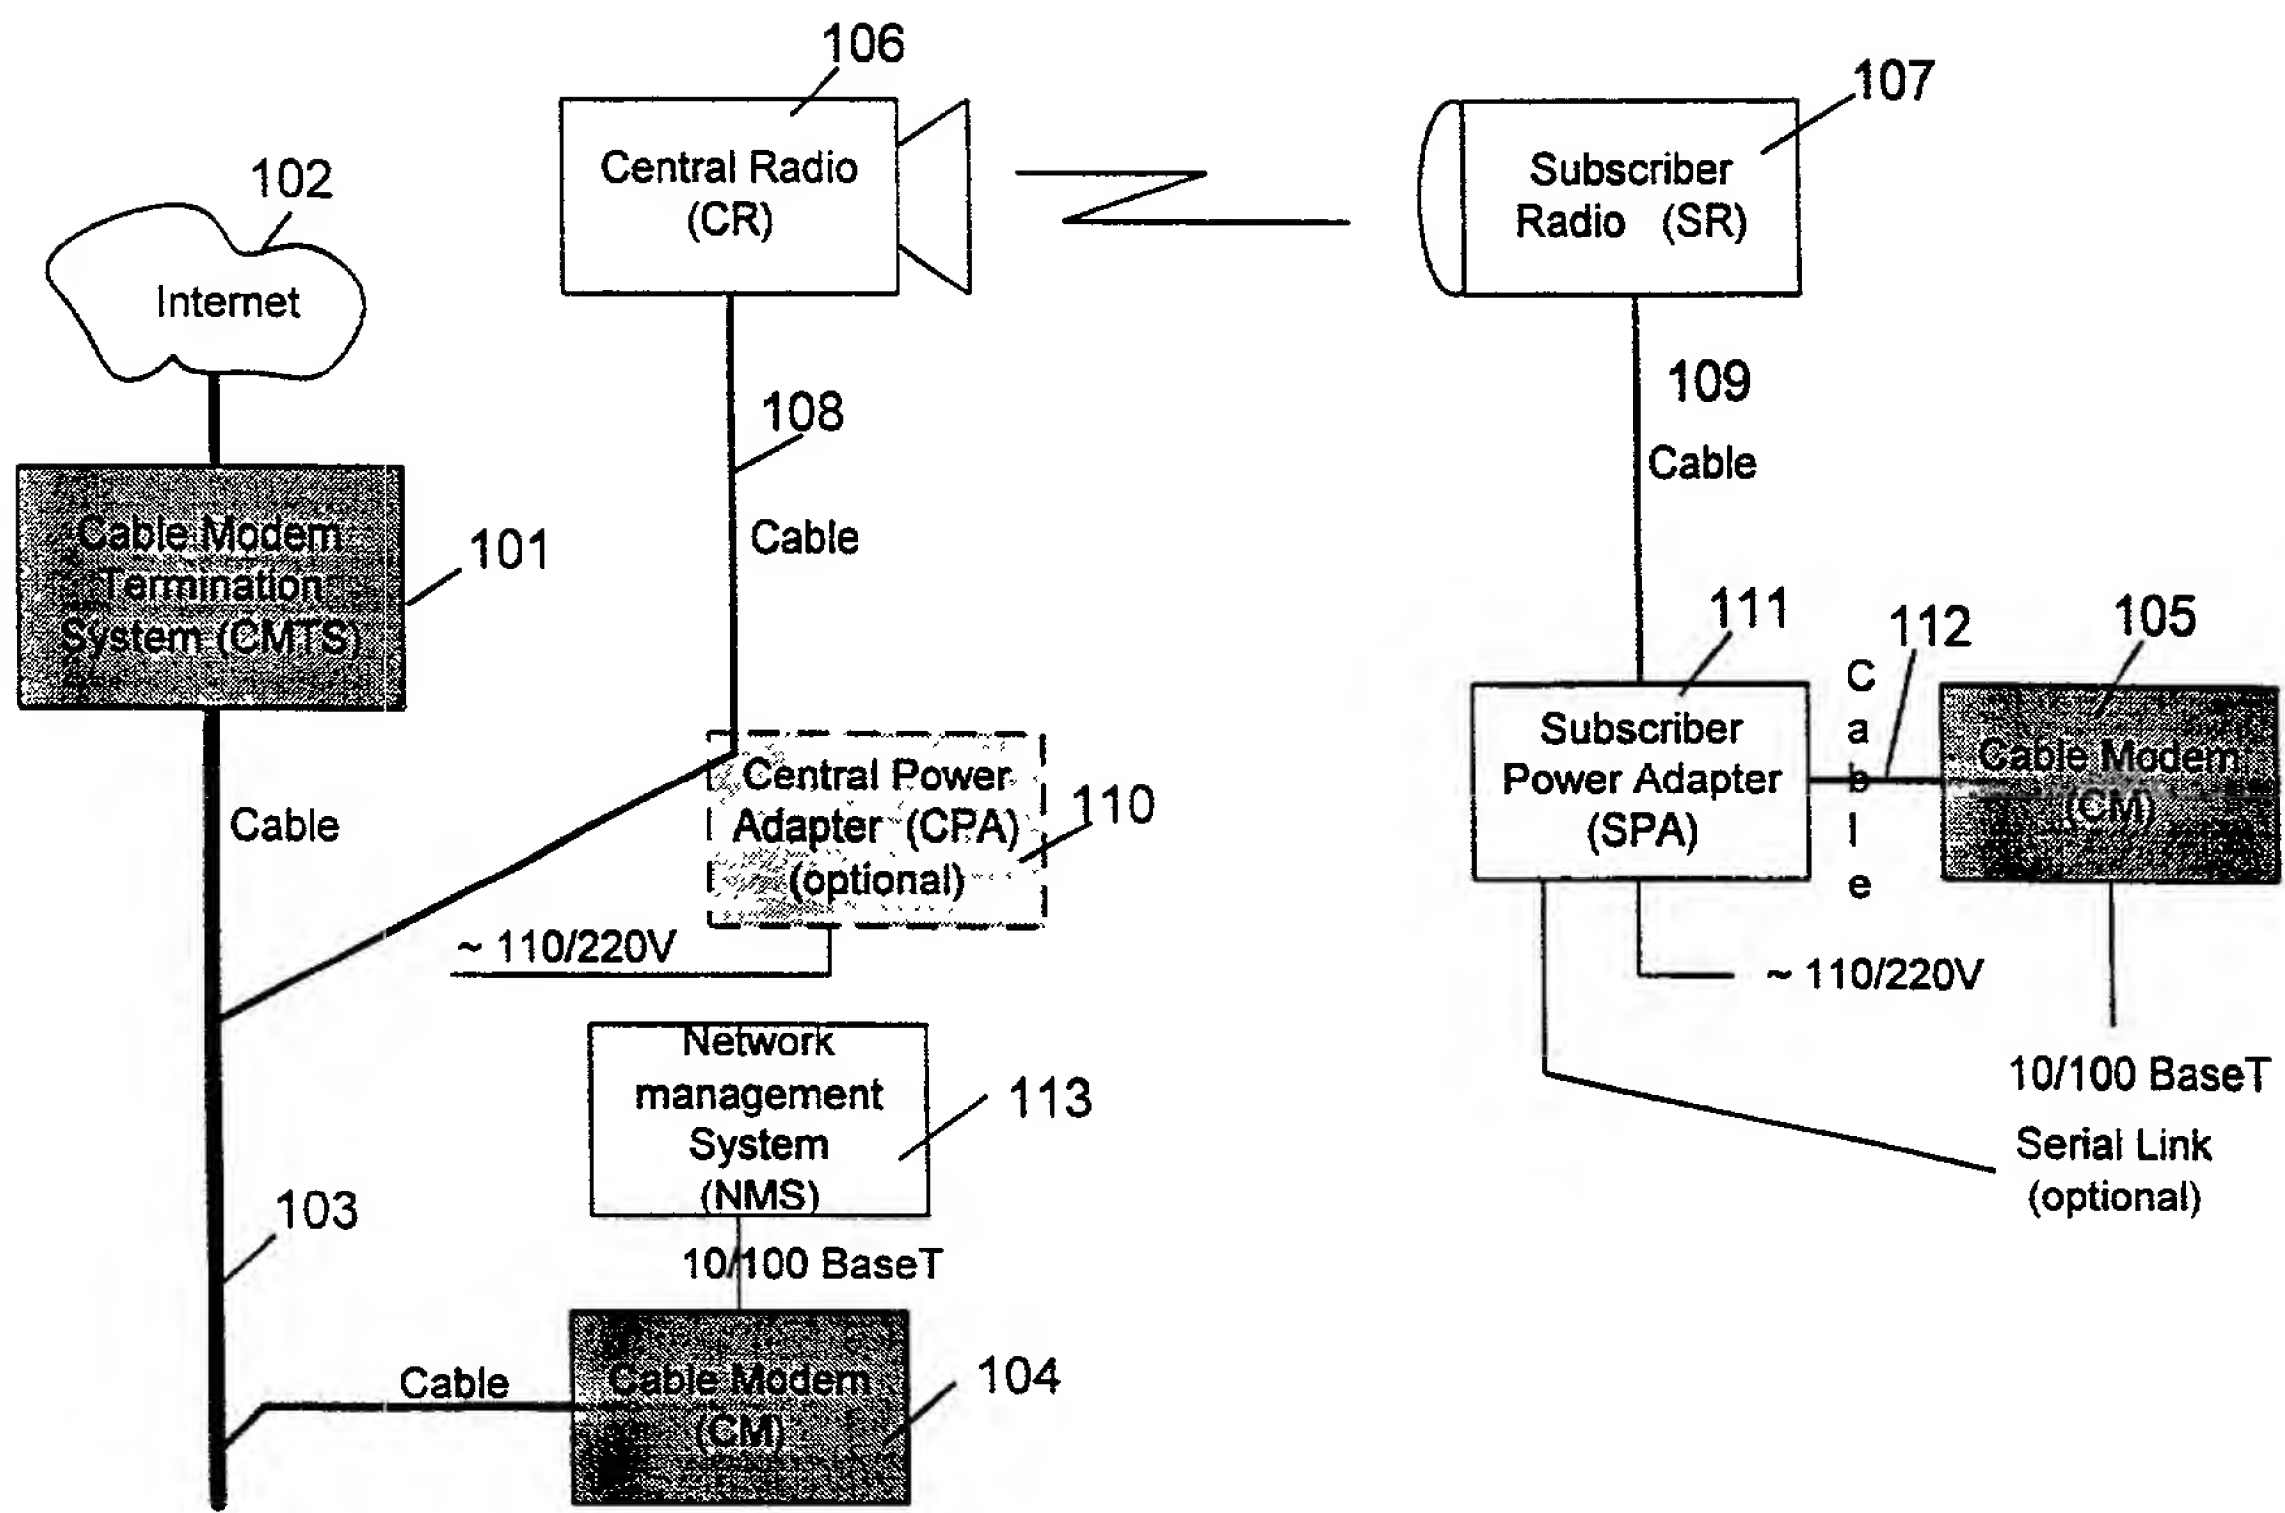 106
Central Radio
(CR)
107
Subscriber
Radio (SR)
102
Internet
108
Cable
109
Cable
Cable Modem
Termination
System (CMTS)
101
Cable
Central Power
Adapter (CPA)
(optional)
110
~ 110/220V
111
Subscriber
Power Adapter
(SPA)
Cable
112
105
Cable Modem
(CM)
~ 110/220V
10/100 BaseT
Serial Link
(optional)
Network
management
System
(NMS)
113
10/100 BaseT
103
Cable
Cable Modem
(CM)
104